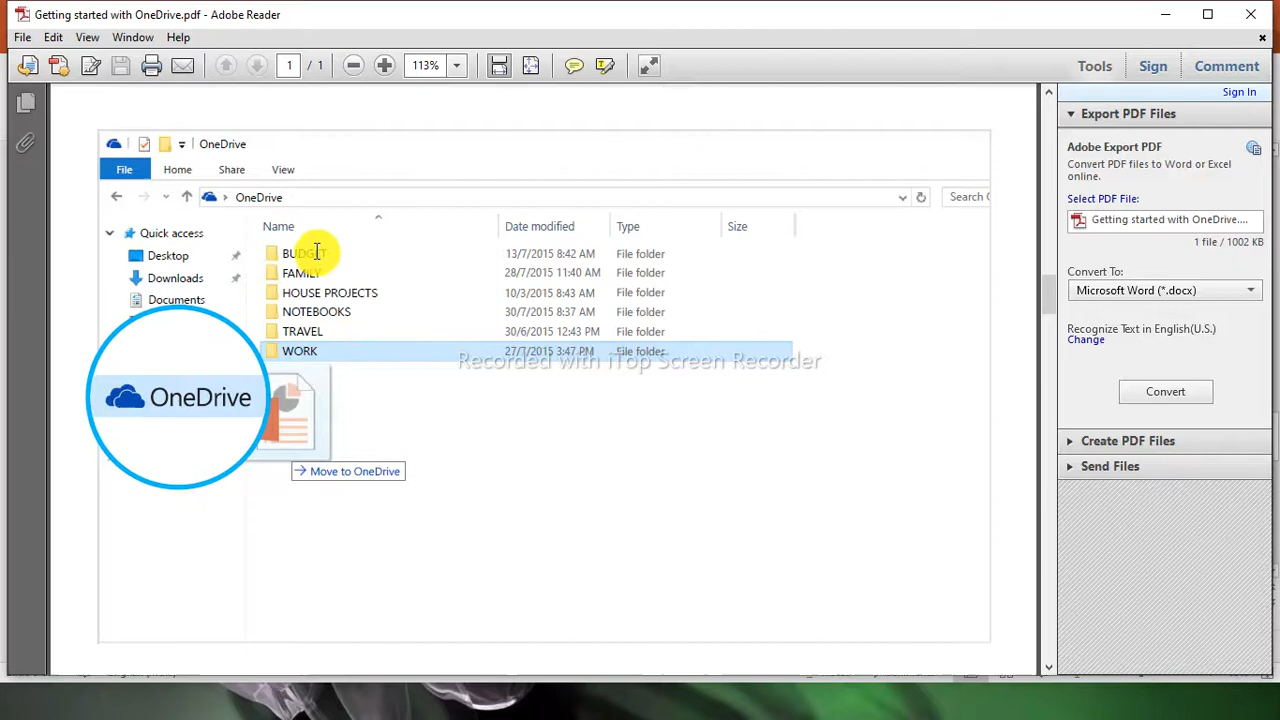 Getting started with OneDrive.pdf - Adobe Reader
File Edit View Window Help
1 / 1 113% Tools Sign Comment
Sign In
Export PDF Files
Adobe Export PDF
Convert PDF files to Word or Excel
online.
Select PDF File:
Getting started with OneDrive....
1 file / 1002 KB
Convert To:
Microsoft Word (*.docx)
Recognize Text in English(U.S.)
Change
Convert
Create PDF Files
Send Files
OneDrive
File Home Share View
OneDrive Search
Quick access
Desktop
Downloads
Documents
OneDrive
Name Date modified Type Size
BUDGET 13/7/2015 8:42 AM File folder
FAMILY 28/7/2015 11:40 AM File folder
HOUSE PROJECTS 10/3/2015 8:43 AM File folder
NOTEBOOKS 30/7/2015 8:37 AM File folder
TRAVEL 30/6/2015 12:43 PM File folder
WORK 27/7/2015 3:47 PM File folder
Recorded with iTop Screen Recorder
Move to OneDrive